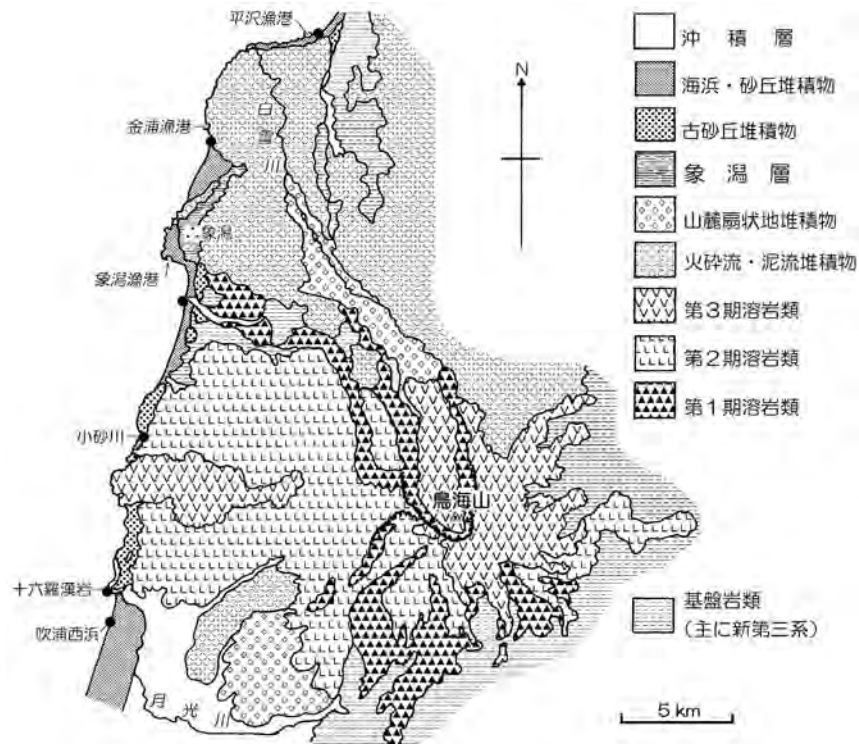 平沢漁港
白雪川
金浦漁港
象潟
象潟漁港
小砂川
鳥海山
十六羅漢岩
吹浦西浜
月光川
N
沖積層
海浜・砂丘堆積物
古砂丘堆積物
象潟層
山麓扇状地堆積物
火砕流・泥流堆積物
第3期溶岩類
第2期溶岩類
第1期溶岩類
基盤岩類
(主に新第三系)
5 km